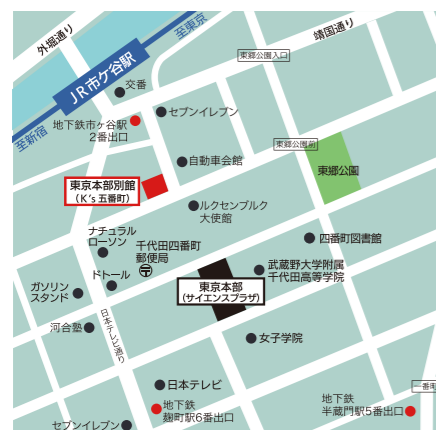 外堀通り
至東京
靖国通り
JR市ケ谷駅
東郷公園入口
交番
セブンイレブン
地下鉄市ヶ谷駅
2番出口
至新宿
東郷公園前
自動車会館
東郷公園
東京本部別館
(K's 五番町)
ルクセンブルク
大使館
ナチュラル
ローソン
千代田四番町
郵便局
四番町図書館
武蔵野大学附属
千代田高等学院
ドトール
ガソリン
スタンド
東京本部
(サイエンスプラザ)
河合塾
日本テレビ通り
女子学院
日本テレビ
一番町
地下鉄
麹町駅6番出口
地下鉄
半蔵門駅5番出口
セブンイレブン